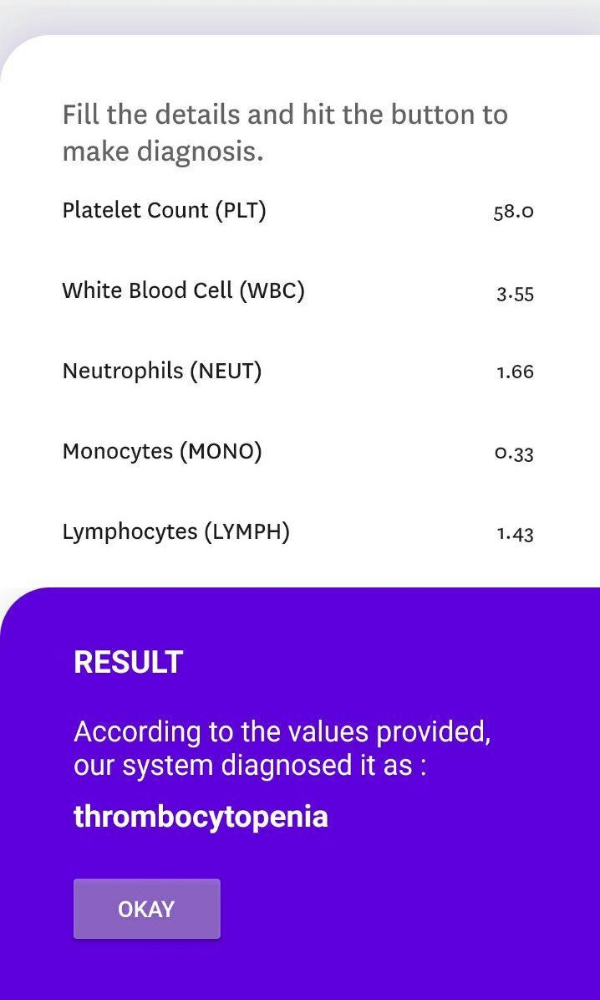 Fill the details and hit the button to
make diagnosis.
Platelet Count (PLT) 58.0
White Blood Cell (WBC) 3.55
Neutrophils (NEUT) 1.66
Monocytes (MONO) 0.33
Lymphocytes (LYMPH) 1.43
RESULT
According to the values provided,
our system diagnosed it as :
thrombocytopenia
OKAY